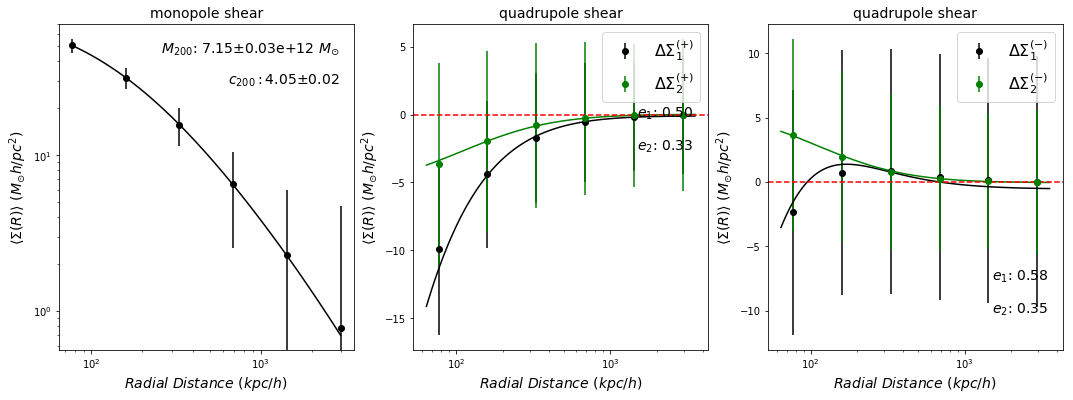 monopole shear
M₂₀₀: 7.15±0.03e+12 M☉
c₂₀₀ : 4.05±0.02
⟨Σ(R)⟩ (M☉h/pc²)
10¹
10⁰
10²
10³
Radial Distance (kpc/h)
quadrupole shear
ΔΣ₁⁽⁺⁾
ΔΣ₂⁽⁺⁾
e₁: 0.50
e₂: 0.33
⟨Σ(R)⟩ (M☉h/pc²)
5
0
−5
−10
−15
10²
10³
Radial Distance (kpc/h)
quadrupole shear
ΔΣ₁⁽⁻⁾
ΔΣ₂⁽⁻⁾
e₁: 0.58
e₂: 0.35
⟨Σ(R)⟩ (M☉h/pc²)
10
5
0
−5
−10
10²
10³
Radial Distance (kpc/h)